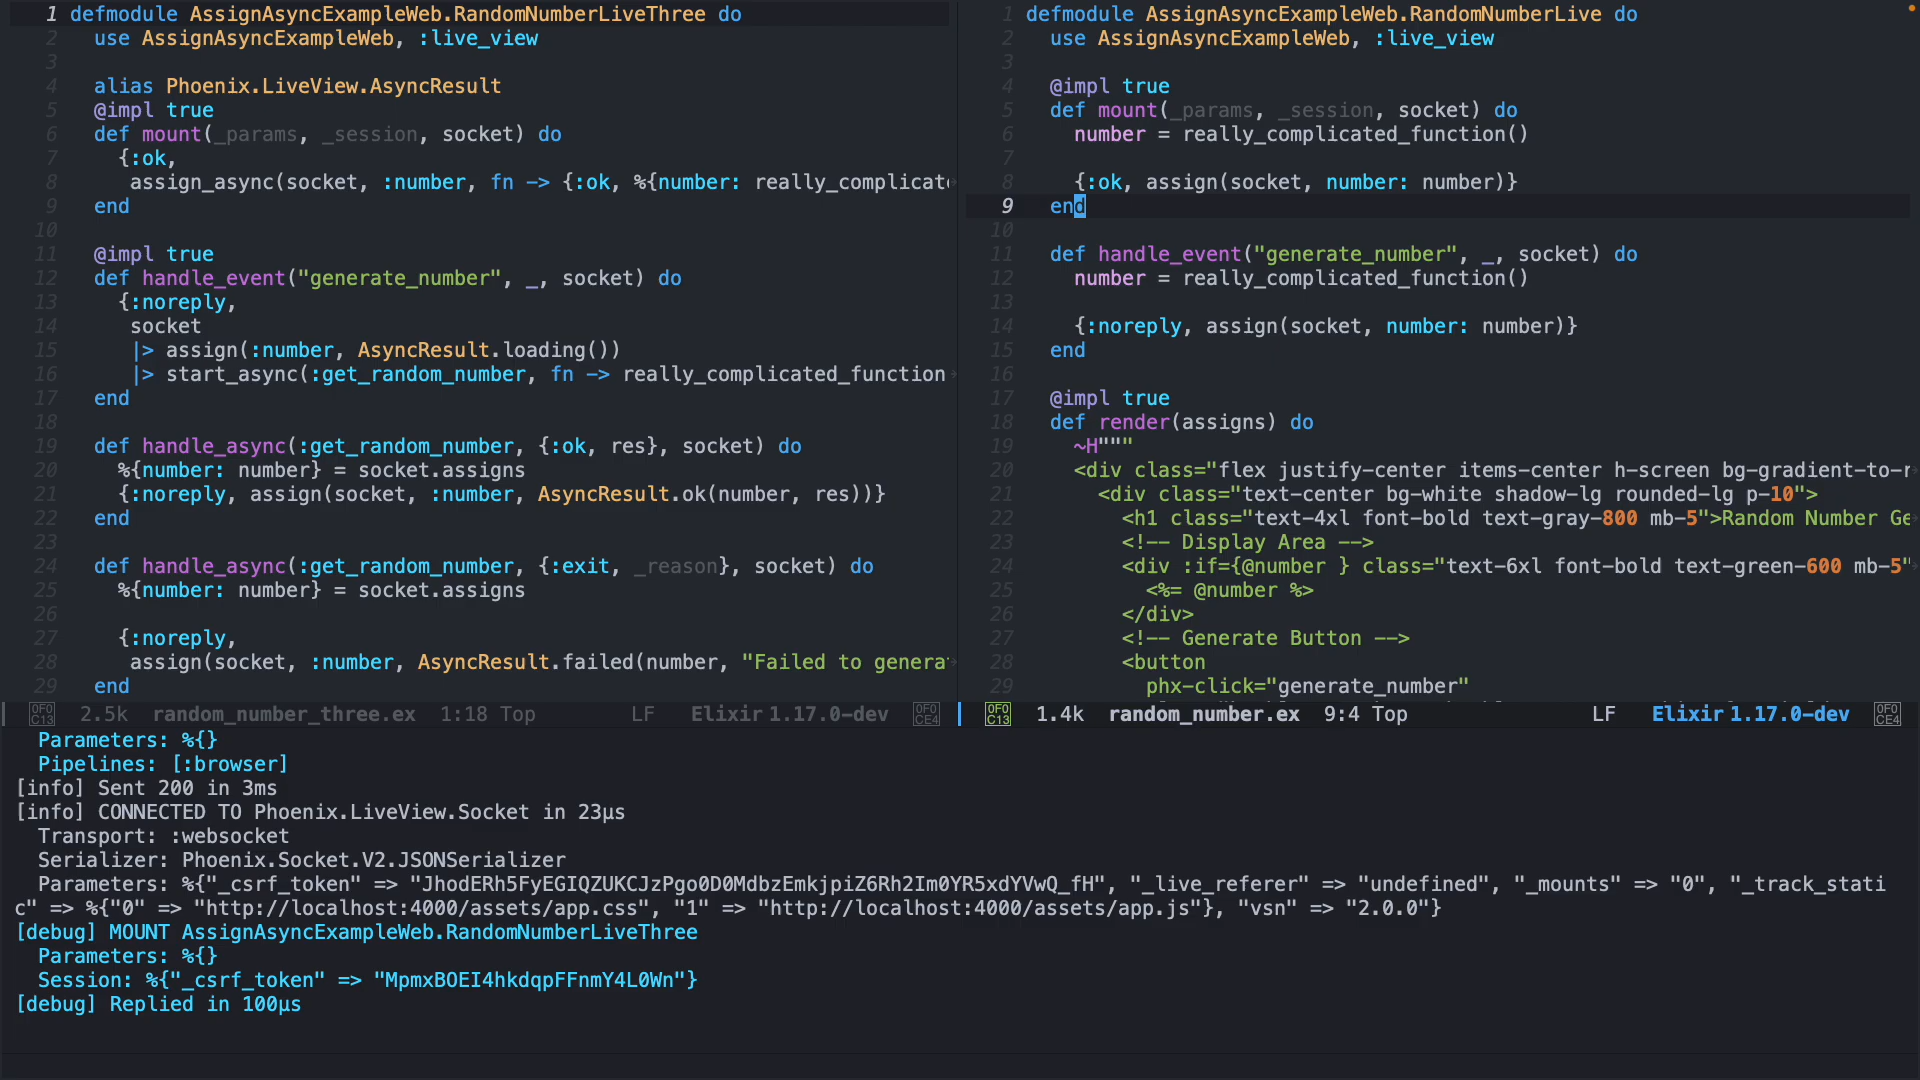 1 defmodule AssignAsyncExampleWeb.RandomNumberLiveThree do
2   use AssignAsyncExampleWeb, :live_view
3
4   alias Phoenix.LiveView.AsyncResult
5   @impl true
6   def mount(_params, _session, socket) do
7     {:ok,
8      assign_async(socket, :number, fn -> {:ok, %{number: really_complicate
9   end
10
11   @impl true
12   def handle_event("generate_number", _, socket) do
13     {:noreply,
14      socket
15      |> assign(:number, AsyncResult.loading())
16      |> start_async(:get_random_number, fn -> really_complicated_function
17   end
18
19   def handle_async(:get_random_number, {:ok, res}, socket) do
20     %{number: number} = socket.assigns
21     {:noreply, assign(socket, :number, AsyncResult.ok(number, res))}
22   end
23
24   def handle_async(:get_random_number, {:exit, _reason}, socket) do
25     %{number: number} = socket.assigns
26
27     {:noreply,
28      assign(socket, :number, AsyncResult.failed(number, "Failed to genera
29   end
2.5k random_number_three.ex 1:18 Top LF Elixir 1.17.0-dev
1 defmodule AssignAsyncExampleWeb.RandomNumberLive do
2   use AssignAsyncExampleWeb, :live_view
3
4   @impl true
5   def mount(_params, _session, socket) do
6     number = really_complicated_function()
7
8     {:ok, assign(socket, number: number)}
9   end
10
11   def handle_event("generate_number", _, socket) do
12     number = really_complicated_function()
13
14     {:noreply, assign(socket, number: number)}
15   end
16
17   @impl true
18   def render(assigns) do
19     ~H"""
20     <div class="flex justify-center items-center h-screen bg-gradient-to-r
21       <div class="text-center bg-white shadow-lg rounded-lg p-10">
22         <h1 class="text-4xl font-bold text-gray-800 mb-5">Random Number Ge
23         <!-- Display Area -->
24         <div :if={@number } class="text-6xl font-bold text-green-600 mb-5"
25           <%= @number %>
26         </div>
27         <!-- Generate Button -->
28         <button
29           phx-click="generate_number"
1.4k random_number.ex 9:4 Top LF Elixir 1.17.0-dev
Parameters: %{}
Pipelines: [:browser]
[info] Sent 200 in 3ms
[info] CONNECTED TO Phoenix.LiveView.Socket in 23µs
Transport: :websocket
Serializer: Phoenix.Socket.V2.JSONSerializer
Parameters: %{"_csrf_token" => "JhodERh5FyEGIQZUKCJzPgo0D0MdbzEmkjpiZ6Rh2Im0YR5xdYVwQ_fH", "_live_referer" => "undefined", "_mounts" => "0", "_track_stati
c" => %{"0" => "http://localhost:4000/assets/app.css", "1" => "http://localhost:4000/assets/app.js"}, "vsn" => "2.0.0"}
[debug] MOUNT AssignAsyncExampleWeb.RandomNumberLiveThree
Parameters: %{}
Session: %{"_csrf_token" => "MpmxBOEI4hkdqpFFnmY4L0Wn"}
[debug] Replied in 100µs